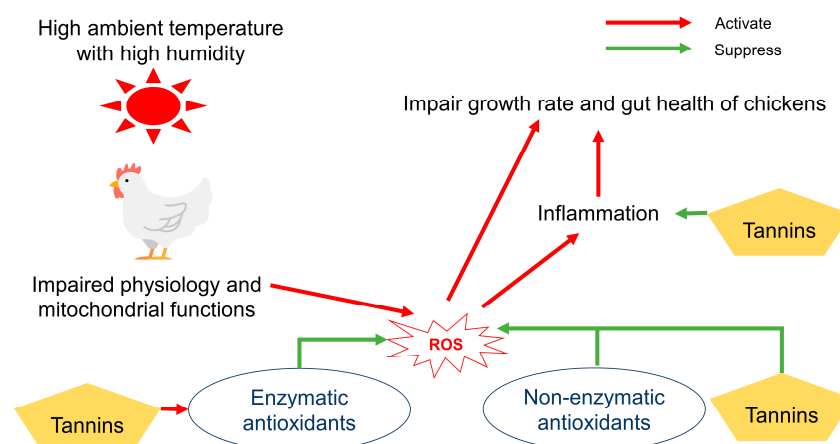 High ambient temperature
with high humidity
Activate
Suppress
Impair growth rate and gut health of chickens
Inflammation
Tannins
Impaired physiology and
mitochondrial functions
ROS
Tannins
Enzymatic
antioxidants
Non-enzymatic
antioxidants
Tannins